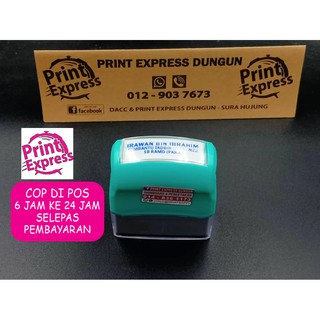 PRINT EXPRESS DUNGUN
Print
Express
012 - 903 7673
Print
Express
facebook
DACC & PRINT EXPRESS DUNGUN - SURA HUJUNG
IRAWAN BIN IBRAHIM
Print
Express
COP DI POS
6 JAM KE 24 JAM
SELEPAS
PEMBAYARAN